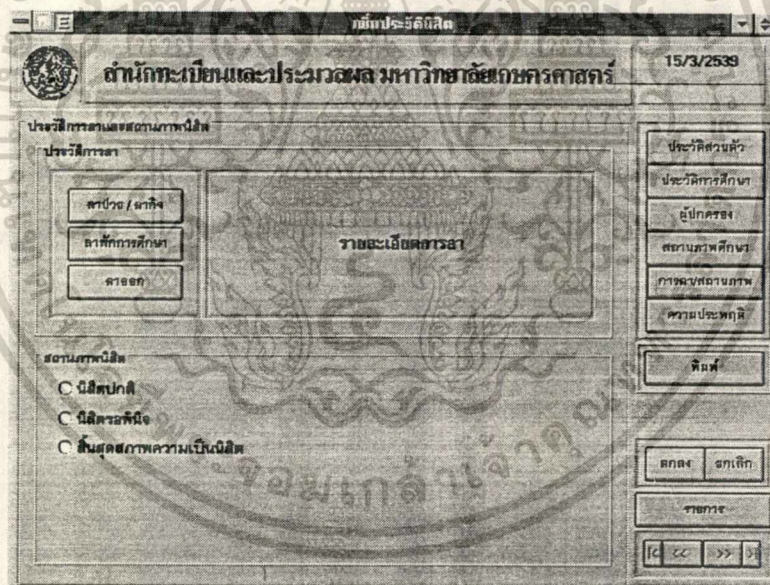 แฟ้มประวัตินิสิต
สำนักทะเบียนและประมวลผล มหาวิทยาลัยเกษตรศาสตร์
15/3/2539
ประวัติการลาและสถานภาพนิสิต
ประวัติการลา
ลาป่วย / ลากิจ
ลาพักการศึกษา
ลาออก
รายละเอียดการลา
สถานภาพนิสิต
นิสิตปกติ
นิสิตรอพินิจ
สิ้นสุดสภาพความเป็นนิสิต
ประวัติส่วนตัว
ประวัติการศึกษา
ผู้ปกครอง
สถานภาพศึกษา
การลา/สถานภาพ
ความประพฤติ
พิมพ์
ตกลง ยกเลิก
รายการ
|< << >> >|